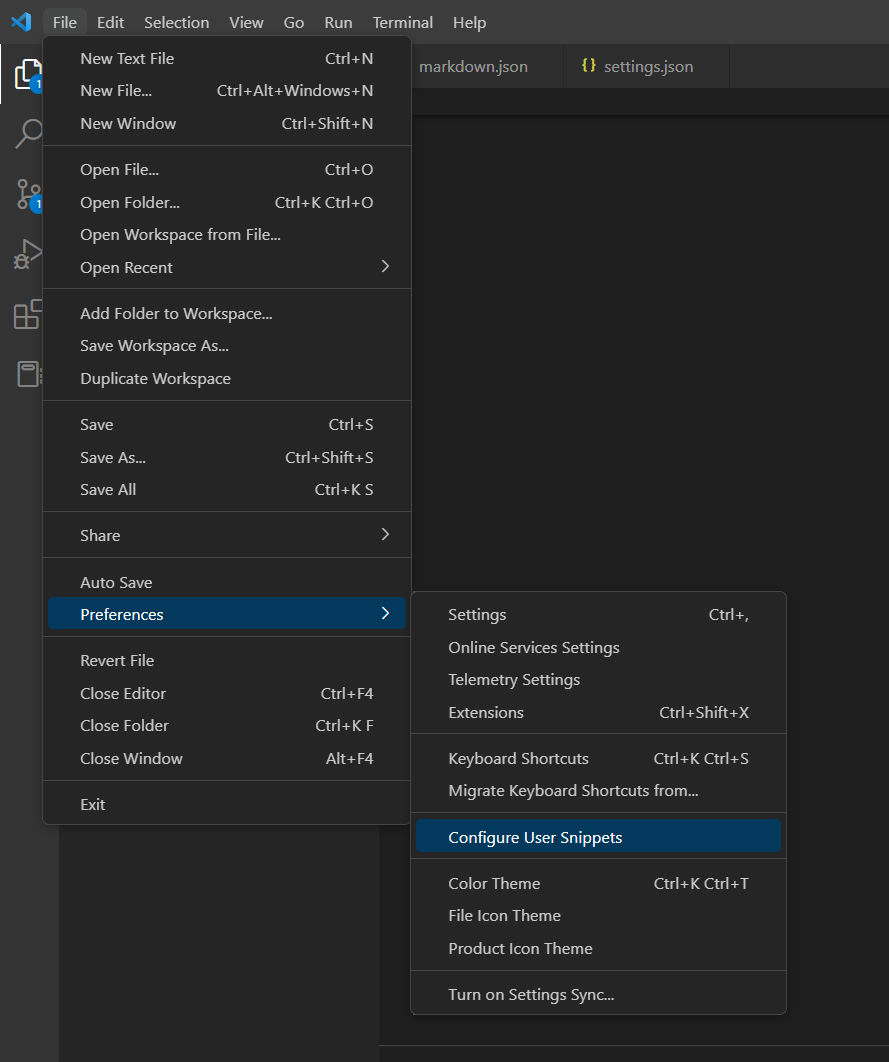 File Edit Selection View Go Run Terminal Help
markdown.json {} settings.json
1
1
New Text File Ctrl+N
New File... Ctrl+Alt+Windows+N
New Window Ctrl+Shift+N
Open File... Ctrl+O
Open Folder... Ctrl+K Ctrl+O
Open Workspace from File...
Open Recent
Add Folder to Workspace...
Save Workspace As...
Duplicate Workspace
Save Ctrl+S
Save As... Ctrl+Shift+S
Save All Ctrl+K S
Share
Auto Save
Preferences
Revert File
Close Editor Ctrl+F4
Close Folder Ctrl+K F
Close Window Alt+F4
Exit
Settings Ctrl+,
Online Services Settings
Telemetry Settings
Extensions Ctrl+Shift+X
Keyboard Shortcuts Ctrl+K Ctrl+S
Migrate Keyboard Shortcuts from...
Configure User Snippets
Color Theme Ctrl+K Ctrl+T
File Icon Theme
Product Icon Theme
Turn on Settings Sync...